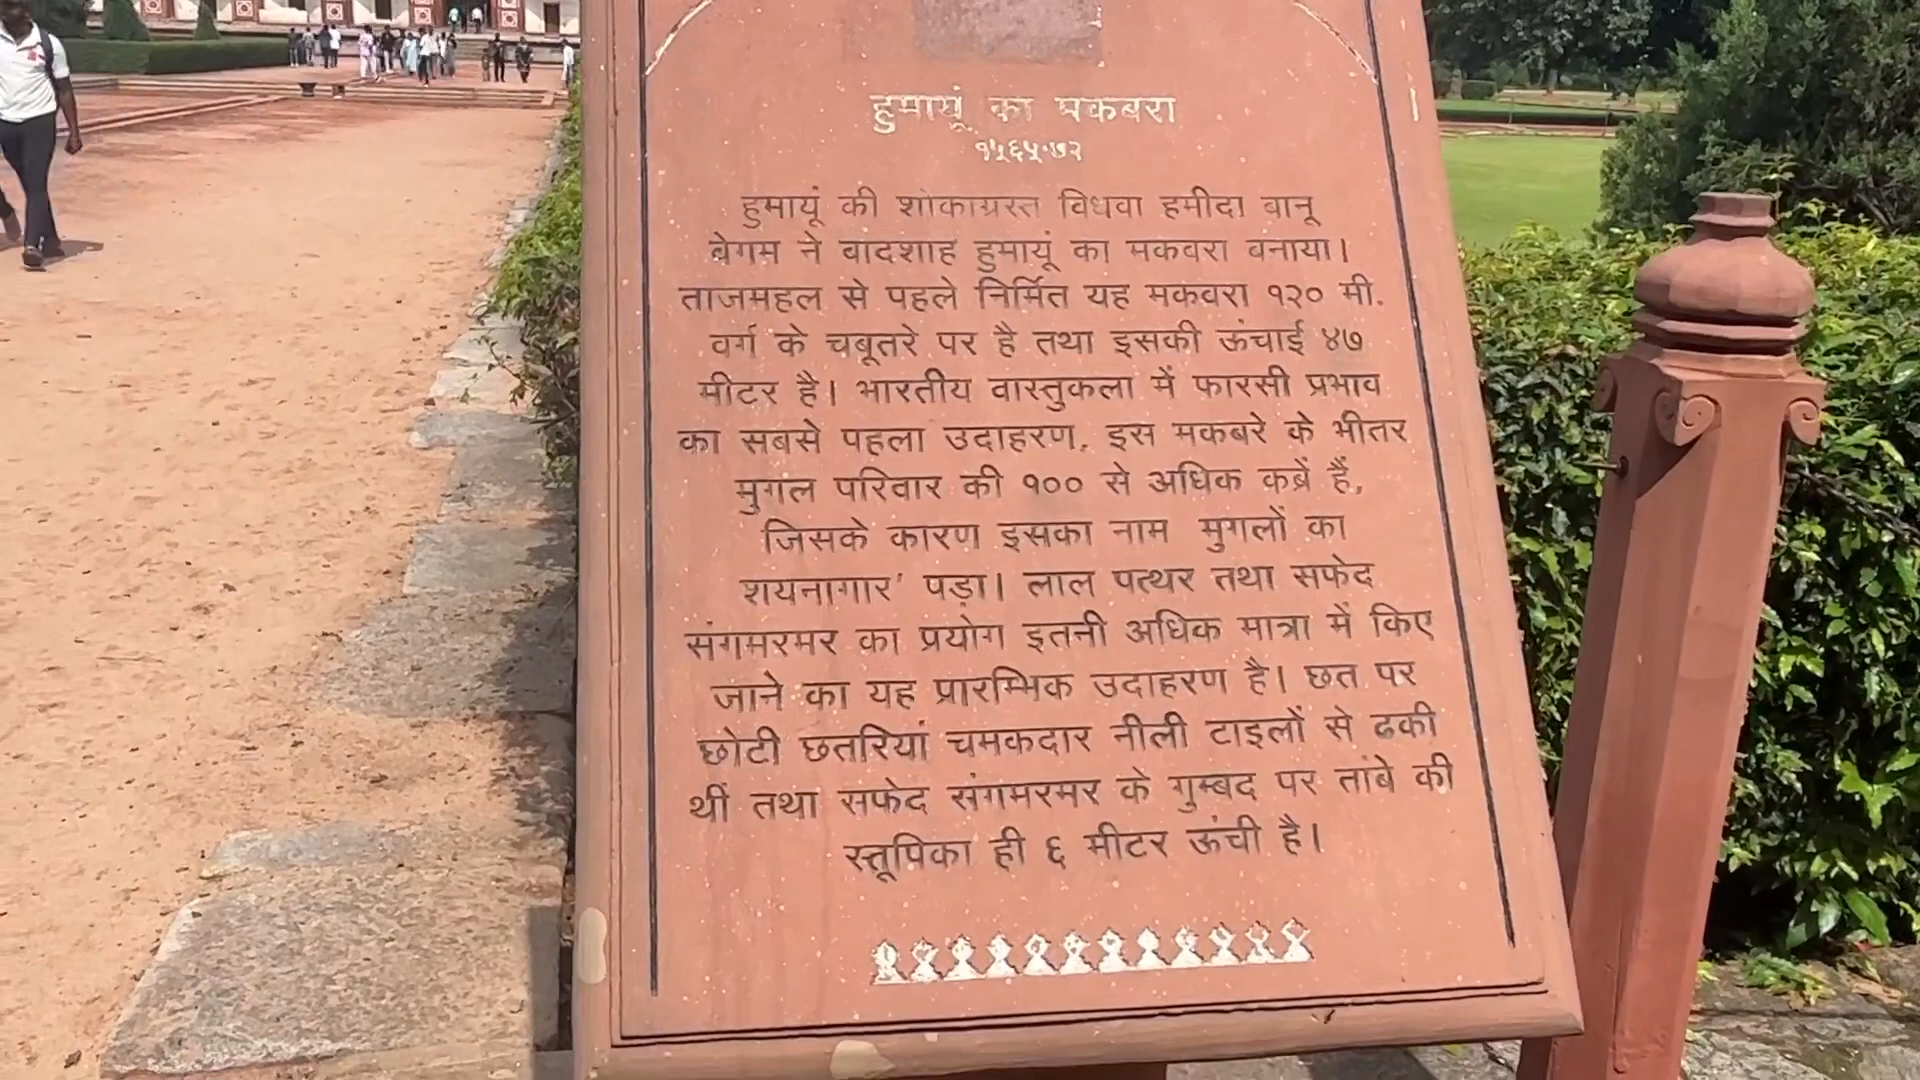 हुमायूं का मकबरा
१५६५-७२
हुमायूं की शोकाग्रस्त विधवा हमीदा बानू
बेगम ने बादशाह हुमायूं का मकबरा बनाया।
ताजमहल से पहले निर्मित यह मकबरा १२० मी.
वर्ग के चबूतरे पर है तथा इसकी ऊंचाई ४७
मीटर है। भारतीय वास्तुकला में फारसी प्रभाव
का सबसे पहला उदाहरण, इस मकबरे के भीतर
मुगल परिवार की १०० से अधिक कब्रें हैं,
जिसके कारण इसका नाम मुगलों का
शयनागार' पड़ा। लाल पत्थर तथा सफेद
संगमरमर का प्रयोग इतनी अधिक मात्रा में किए
जाने का यह प्रारम्भिक उदाहरण है। छत पर
छोटी छतरियां चमकदार नीली टाइलों से ढकी
थीं तथा सफेद संगमरमर के गुम्बद पर तांबे की
स्तूपिका ही ६ मीटर ऊंची है।